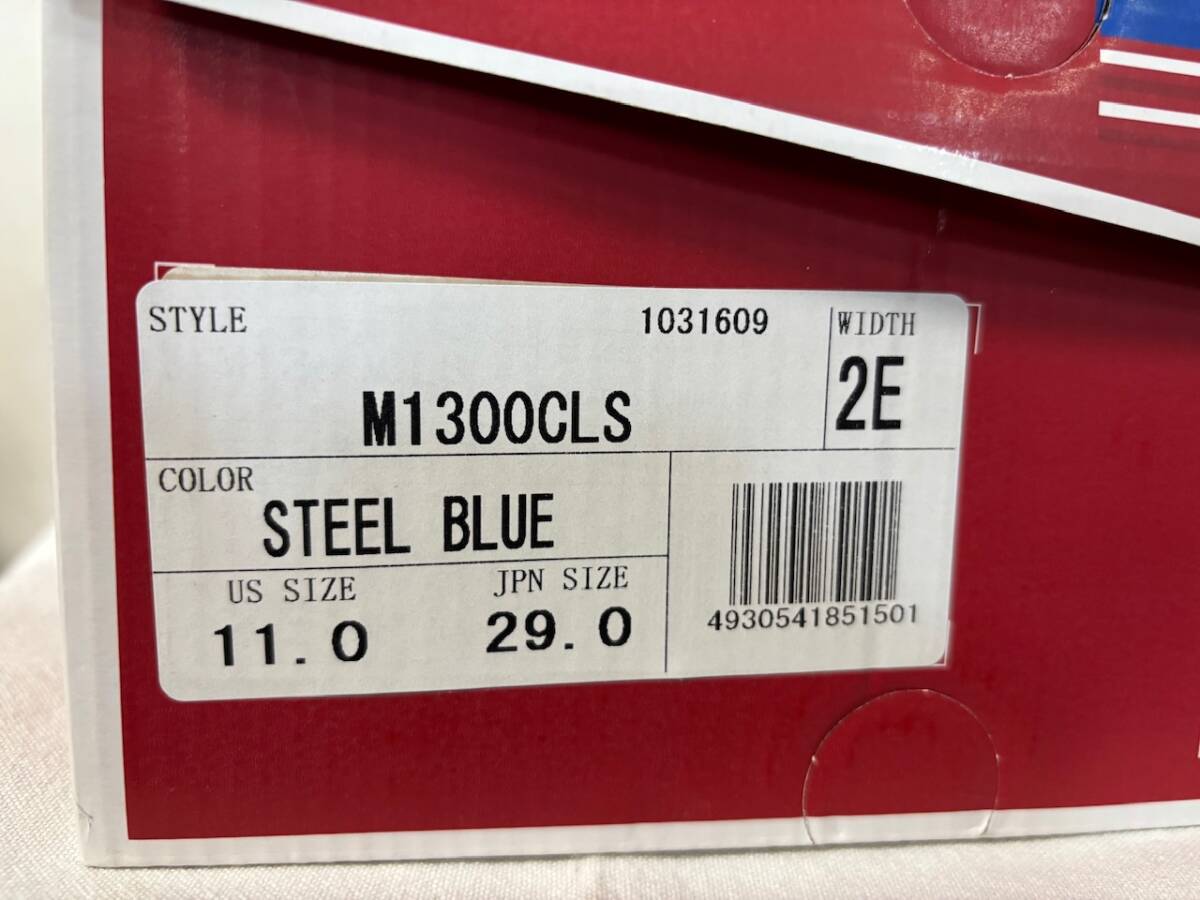 STYLE 1031609 WIDTH
M1300CLS 2E
COLOR
STEEL BLUE
US SIZE JPN SIZE
11.0 29.0
4930541851501